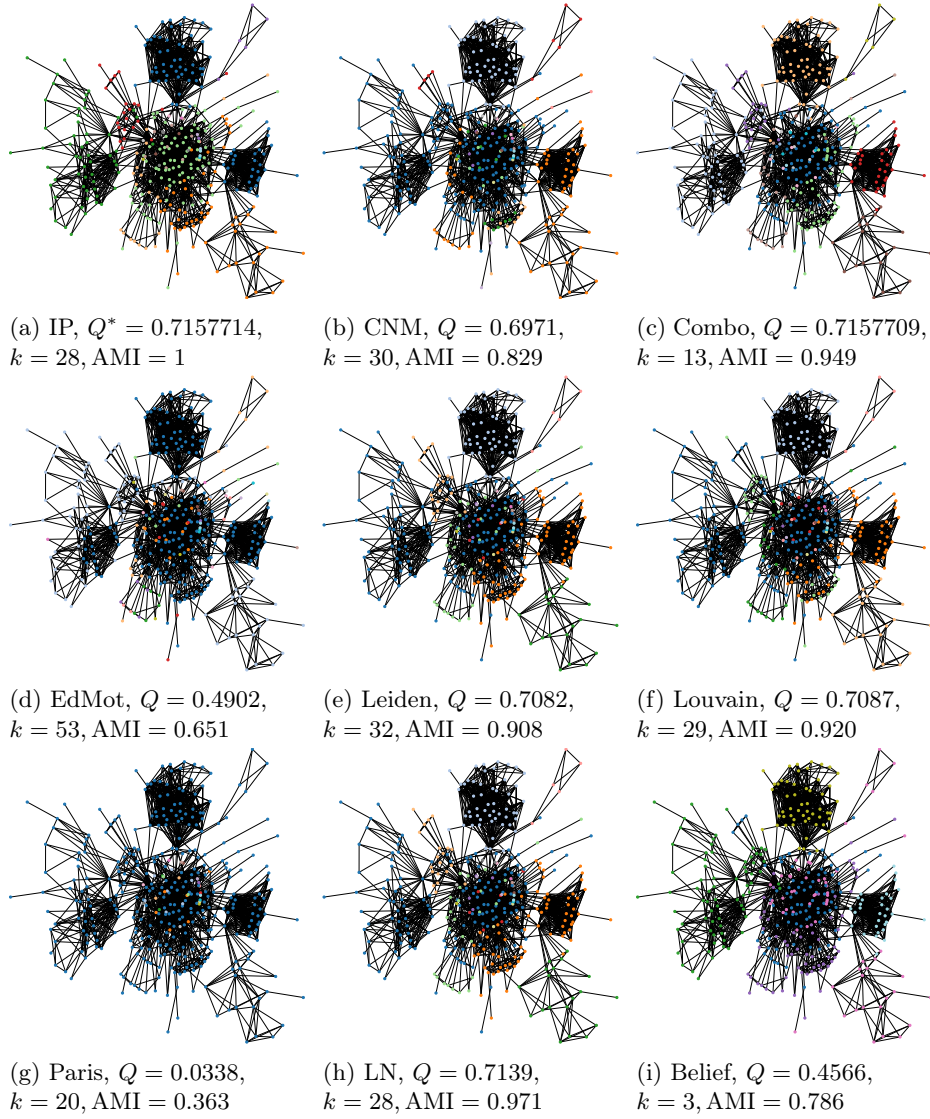 (a) IP, Q* = 0.7157714,
k = 28, AMI = 1
(b) CNM, Q = 0.6971,
k = 30, AMI = 0.829
(c) Combo, Q = 0.7157709,
k = 13, AMI = 0.949
(d) EdMot, Q = 0.4902,
k = 53, AMI = 0.651
(e) Leiden, Q = 0.7082,
k = 32, AMI = 0.908
(f) Louvain, Q = 0.7087,
k = 29, AMI = 0.920
(g) Paris, Q = 0.0338,
k = 20, AMI = 0.363
(h) LN, Q = 0.7139,
k = 28, AMI = 0.971
(i) Belief, Q = 0.4566,
k = 3, AMI = 0.786